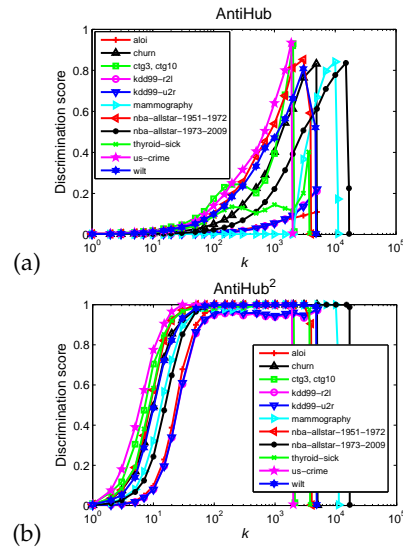 AntiHub
Discrimination score
1
0.8
0.6
0.4
0.2
0
aloi
churn
ctg3, ctg10
kdd99−r2l
kdd99−u2r
mammography
nba−allstar−1951−1972
nba−allstar−1973−2009
thyroid−sick
us−crime
wilt
10^0 10^1 10^2 10^3 10^4 10^5
k
(a)
AntiHub^2
Discrimination score
1
0.8
0.6
0.4
0.2
0
aloi
churn
ctg3, ctg10
kdd99−r2l
kdd99−u2r
mammography
nba−allstar−1951−1972
nba−allstar−1973−2009
thyroid−sick
us−crime
wilt
10^0 10^1 10^2 10^3 10^4 10^5
k
(b)